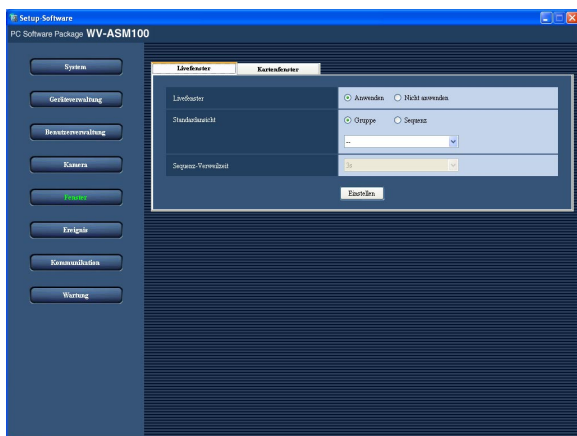 Setup-Software
PC Software Package WV-ASM100
System
Geräteverwaltung
Benutzerverwaltung
Kamera
Fenster
Ereignis
Kommunikation
Wartung
Livefenster
Kartenfenster
Livefenster
Anwenden
Nicht anwenden
Standardansicht
Gruppe
Sequenz
--
Sequenz-Verweilzeit
5s
Einstellen